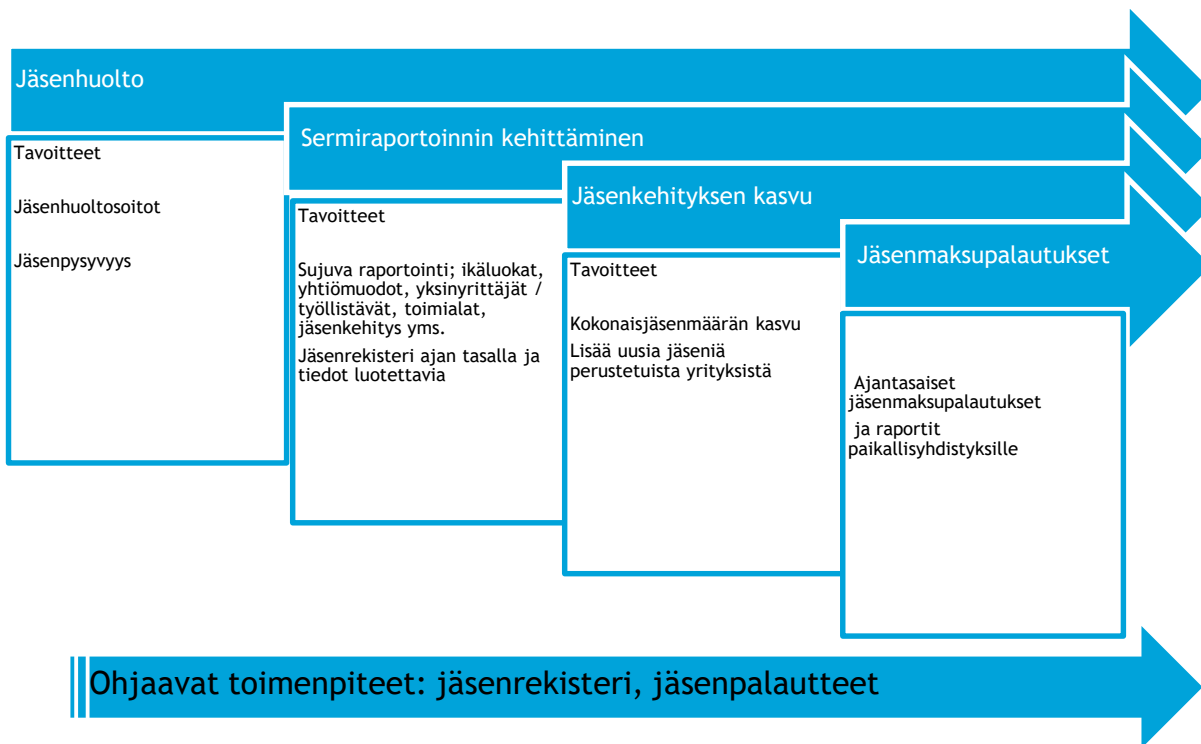 Jäsenhuolto
Tavoitteet
Jäsenhuoltosoitot
Jäsenpysyvyys
Sermiraportoinnin kehittäminen
Tavoitteet
Sujuva raportointi; ikäluokat,
yhtiömuodot, yksinyrittäjät /
työllistävät, toimialat,
jäsenkehitys yms.
Jäsenrekisteri ajan tasalla ja
tiedot luotettavia
Jäsenkehityksen kasvu
Tavoitteet
Kokonaisjäsenmäärän kasvu
Lisää uusia jäseniä
perustetuista yrityksistä
Jäsenmaksupalautukset
Ajantasaiset
jäsenmaksupalautukset
ja raportit
paikallisyhdistyksille
Ohjaavat toimenpiteet: jäsenrekisteri, jäsenpalautteet